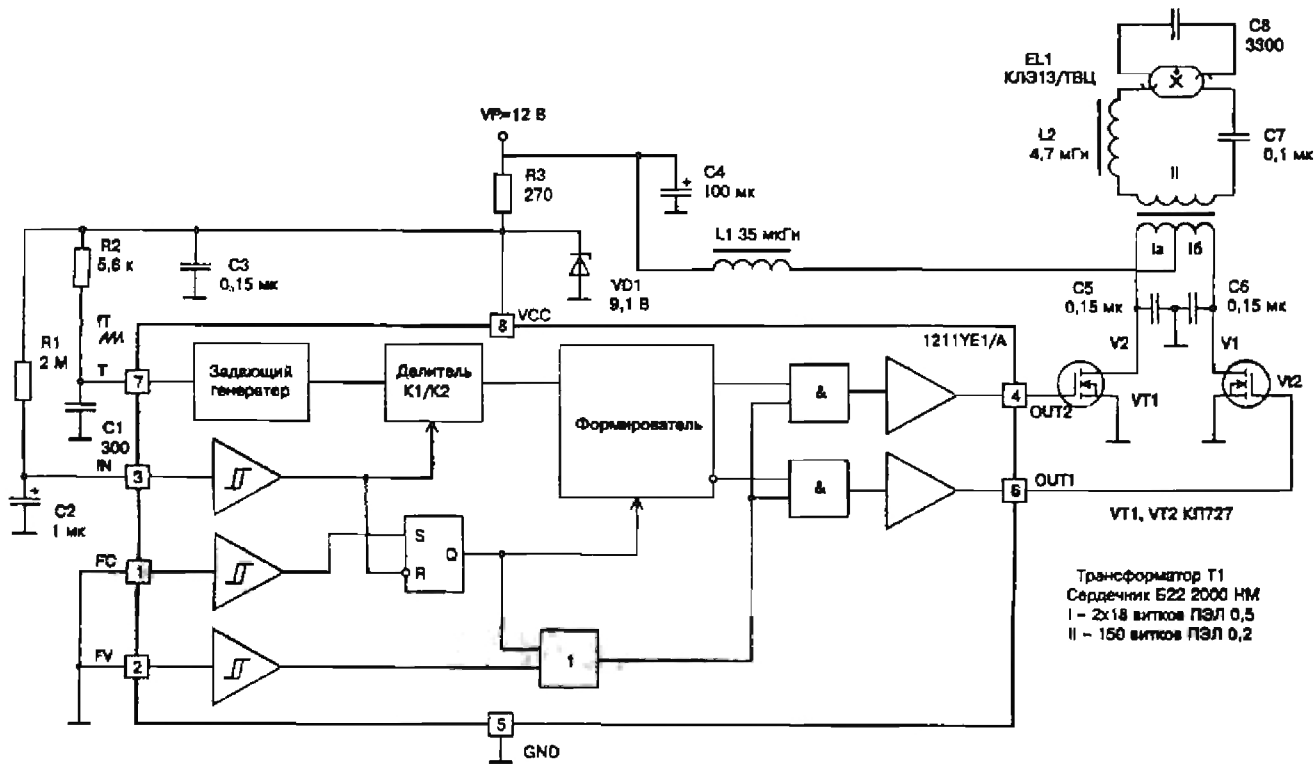 C8
3300
EL1
КЛЭ13/ТВЦ
L2
4,7 мГн
C7
0,1 мк
II
VP=12 В
R3
270
C4
100 мк
+
L1 35 мкГн
Iа
Iб
R2
5,6 к
C3
0,15 мк
VD1
9,1 В
C5
0,15 мк
C6
0,15 мк
fT
8
VCC
1211YE1/A
V2
V1
R1
2 М
T
7
Задающий
генератор
Делитель
К1/К2
Формирователь
&
4
OUT2
VT1
Vt2
C1
300
IN
3
+
C2
1 мк
&
6
OUT1
VT1, VT2 КП727
S
Q
R
FC
1
FV
2
1
Трансформатор Т1
Сердечник Б22 2000 НМ
I – 2х18 витков ПЭЛ 0,5
II – 150 витков ПЭЛ 0,2
5
GND